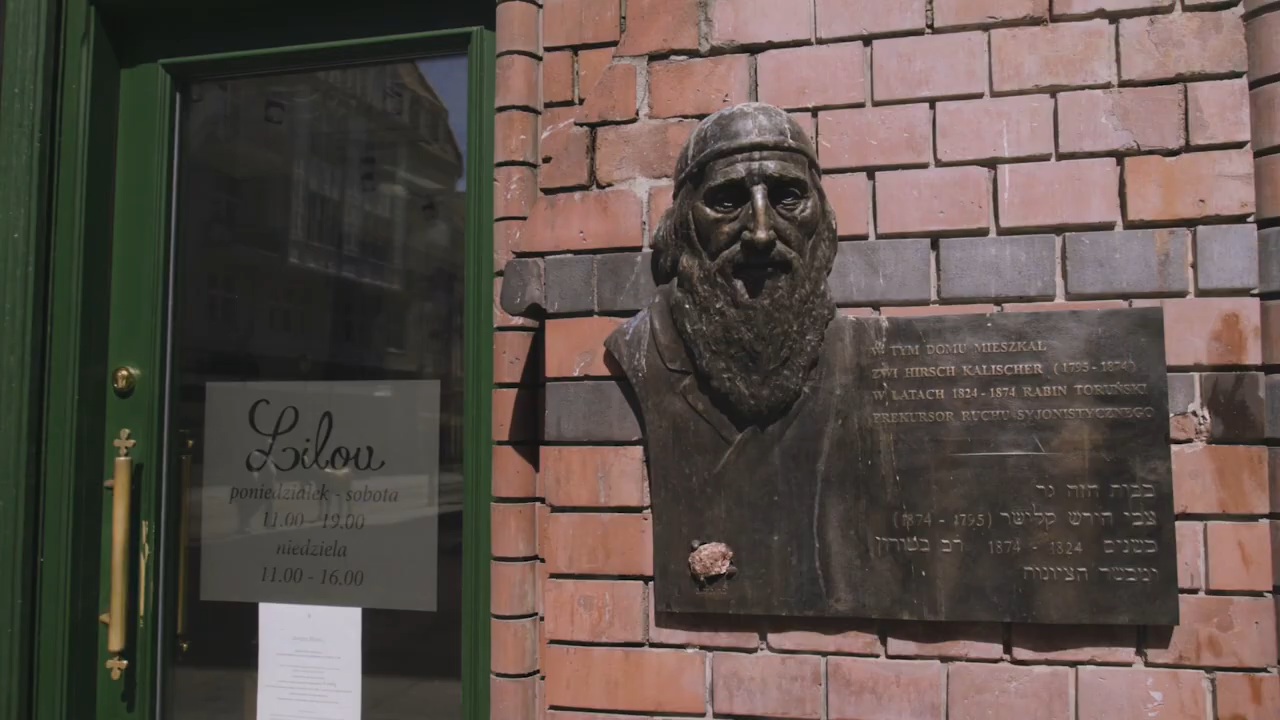 Lilou
poniedziałek - sobota
11.00 - 19.00
niedziela
11.00 - 16.00
W TYM DOMU MIESZKAŁ
ZWI HIRSCH KALISCHER (1795 - 1874)
W LATACH 1824 - 1874 RABIN TORUŃSKI
PREKURSOR RUCHU SYJONISTYCZNEGO
בבית הזה גר
צבי הירש קלישר (1795 - 1874)
בשנים 1824 - 1874 רב בטורון
ומבשר הציונות